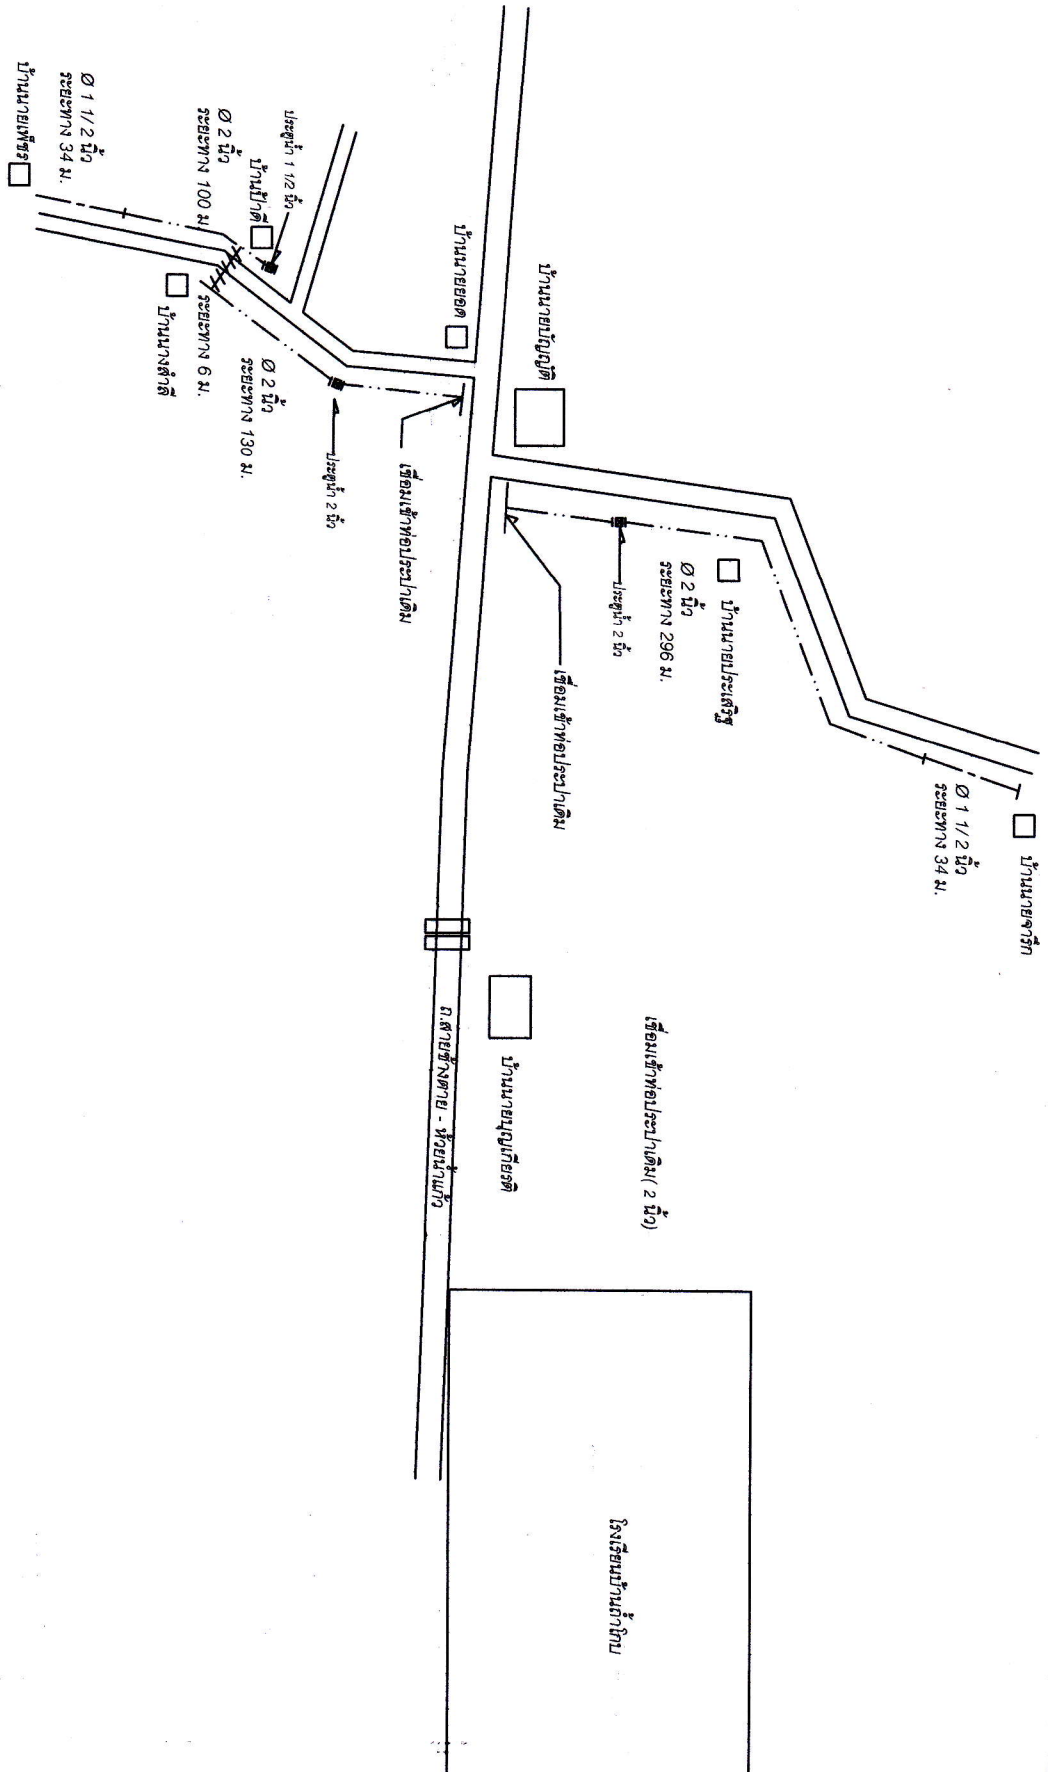 บ้านนายจาริก
Ø 1 1/2 นิ้ว
ระยะทาง 34 ม.
บ้านนายประเสริฐ
Ø 2 นิ้ว
ระยะทาง 296 ม.
ประตูน้ำ 2 นิ้ว
เชื่อมเข้าท่อประปาเดิม
เชื่อมเข้าท่อประปาเดิม( 2 นิ้ว)
โรงเรียนบ้านถ้ำโกบ
บ้านนายบัญญัติ
บ้านนายบุญเกียรติ
บ้านนายยอด
ถ.สายช้างตาย - ห้วยน้ำแก้ว
เชื่อมเข้าท่อประปาเดิม
ประตูน้ำ 2 นิ้ว
ประตูน้ำ 1 1/2 นิ้ว
บ้านป้าดี
Ø 2 นิ้ว
ระยะทาง 130 ม.
Ø 2 นิ้ว
ระยะทาง 100 ม.
ระยะทาง 6 ม.
บ้านนางสำลี
Ø 1 1/2 นิ้ว
ระยะทาง 34 ม.
บ้านนายเพ็ชร